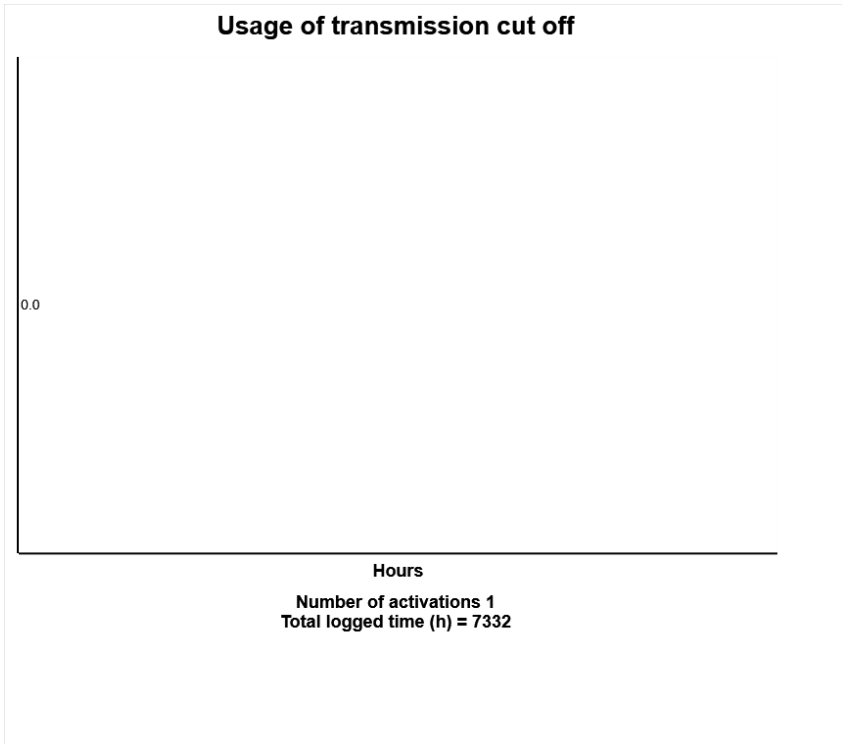 Usage of transmission cut off
0.0
Hours
Number of activations 1
Total logged time (h) = 7332